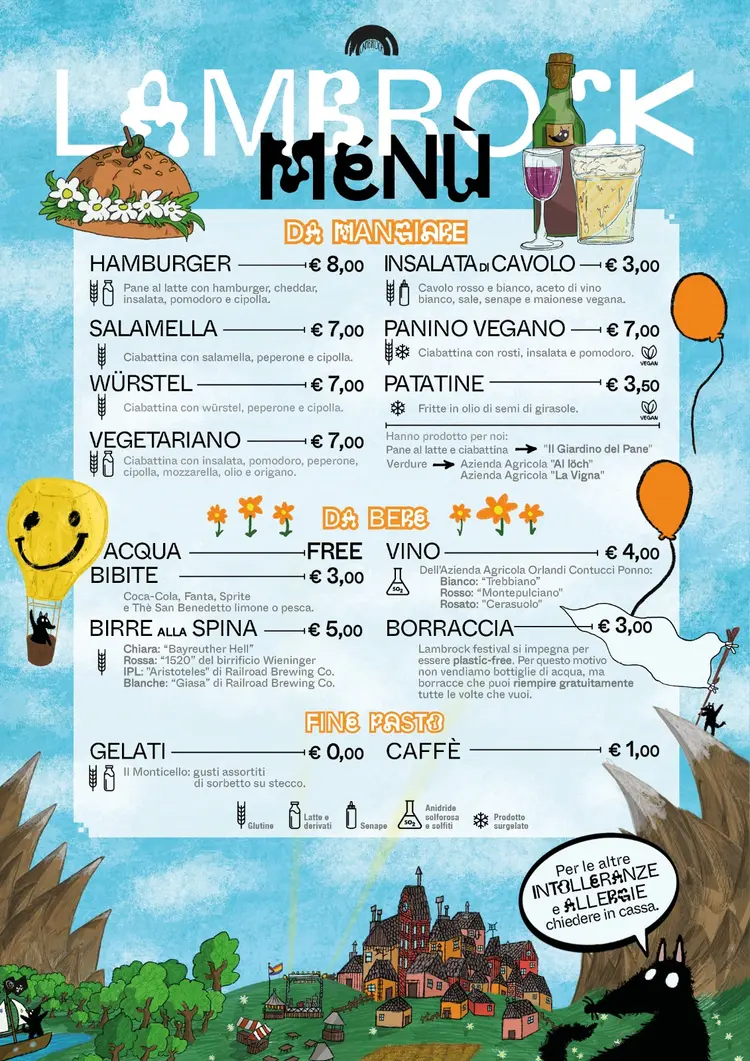 LAMBROCK
MéNÙ
DA MANGIARE
HAMBURGER € 8,00
Pane al latte con hamburger, cheddar,
insalata, pomodoro e cipolla.
SALAMELLA € 7,00
Ciabattina con salamella, peperone e cipolla.
WÜRSTEL € 7,00
Ciabattina con würstel, peperone e cipolla.
VEGETARIANO € 7,00
Ciabattina con insalata, pomodoro, peperone,
cipolla, mozzarella, olio e origano.
INSALATA DI CAVOLO € 3,00
Cavolo rosso e bianco, aceto di vino
bianco, sale, senape e maionese vegana.
PANINO VEGANO € 7,00
Ciabattina con rosti, insalata e pomodoro.
VEGAN
PATATINE € 3,50
Fritte in olio di semi di girasole.
VEGAN
Hanno prodotto per noi:
Pane al latte e ciabattina "Il Giardino del Pane"
Verdure Azienda Agricola "Al löch"
Azienda Agricola "La Vigna"
DA BERE
ACQUA FREE
BIBITE € 3,00
Coca-Cola, Fanta, Sprite
e Thè San Benedetto limone o pesca.
BIRRE ALLA SPINA € 5,00
Chiara: “Bayreuther Hell”
Rossa: “1520” del birrificio Wieninger
IPL: "Aristoteles” di Railroad Brewing Co.
Blanche: “Giasa” di Railroad Brewing Co.
VINO € 4,00
SO2
Dell’Azienda Agricola Orlandi Contucci Ponno:
Bianco: “Trebbiano”
Rosso: “Montepulciano”
Rosato: “Cerasuolo”
BORRACCIA € 3,00
Lambrock festival si impegna per
essere plastic-free. Per questo motivo
non vendiamo bottiglie di acqua, ma
borracce che puoi riempire gratuitamente
tutte le volte che vuoi.
FINE PASTO
GELATI € 0,00
Il Monticello: gusti assortiti
di sorbetto su stecco.
CAFFÈ € 1,00
Glutine
Latte e
derivati
Senape
SO2
Anidride
solforosa
e solfiti
Prodotto
surgelato
Per le altre
INTOLLERANZE
e ALLERGIE
chiedere in cassa.